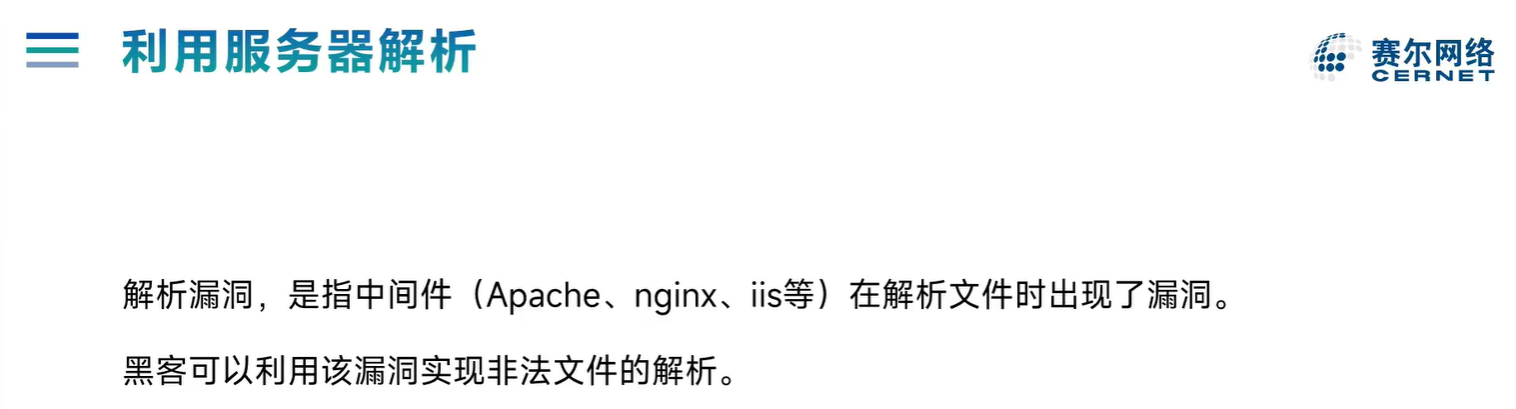 利用服务器解析
赛尔网络
CERNET
解析漏洞，是指中间件（Apache、nginx、iis等）在解析文件时出现了漏洞。
黑客可以利用该漏洞实现非法文件的解析。